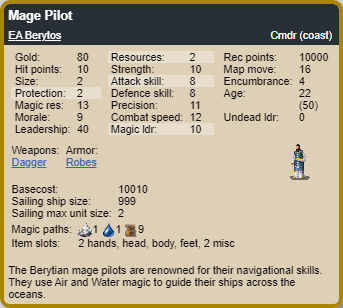 Mage Pilot
EA Berytos Cmdr (coast)
Gold: 80 Resources: 2 Rec points: 10000
Hit points: 10 Strength: 10 Map move: 16
Size: 2 Attack skill: 8 Encumbrance: 4
Protection: 2 Defence skill: 8 Age: 22
Magic res: 13 Precision: 11 (50)
Morale: 9 Combat speed: 12 Undead ldr: 0
Leadership: 40 Magic ldr: 10
Weapons: Armor:
Dagger Robes
Basecost: 10010
Sailing ship size: 999
Sailing max unit size: 2
Magic paths: 1 1 9
Item slots: 2 hands, head, body, feet, 2 misc
The Berytian mage pilots are renowned for their navigational skills.
They use Air and Water magic to guide their ships across the
oceans.